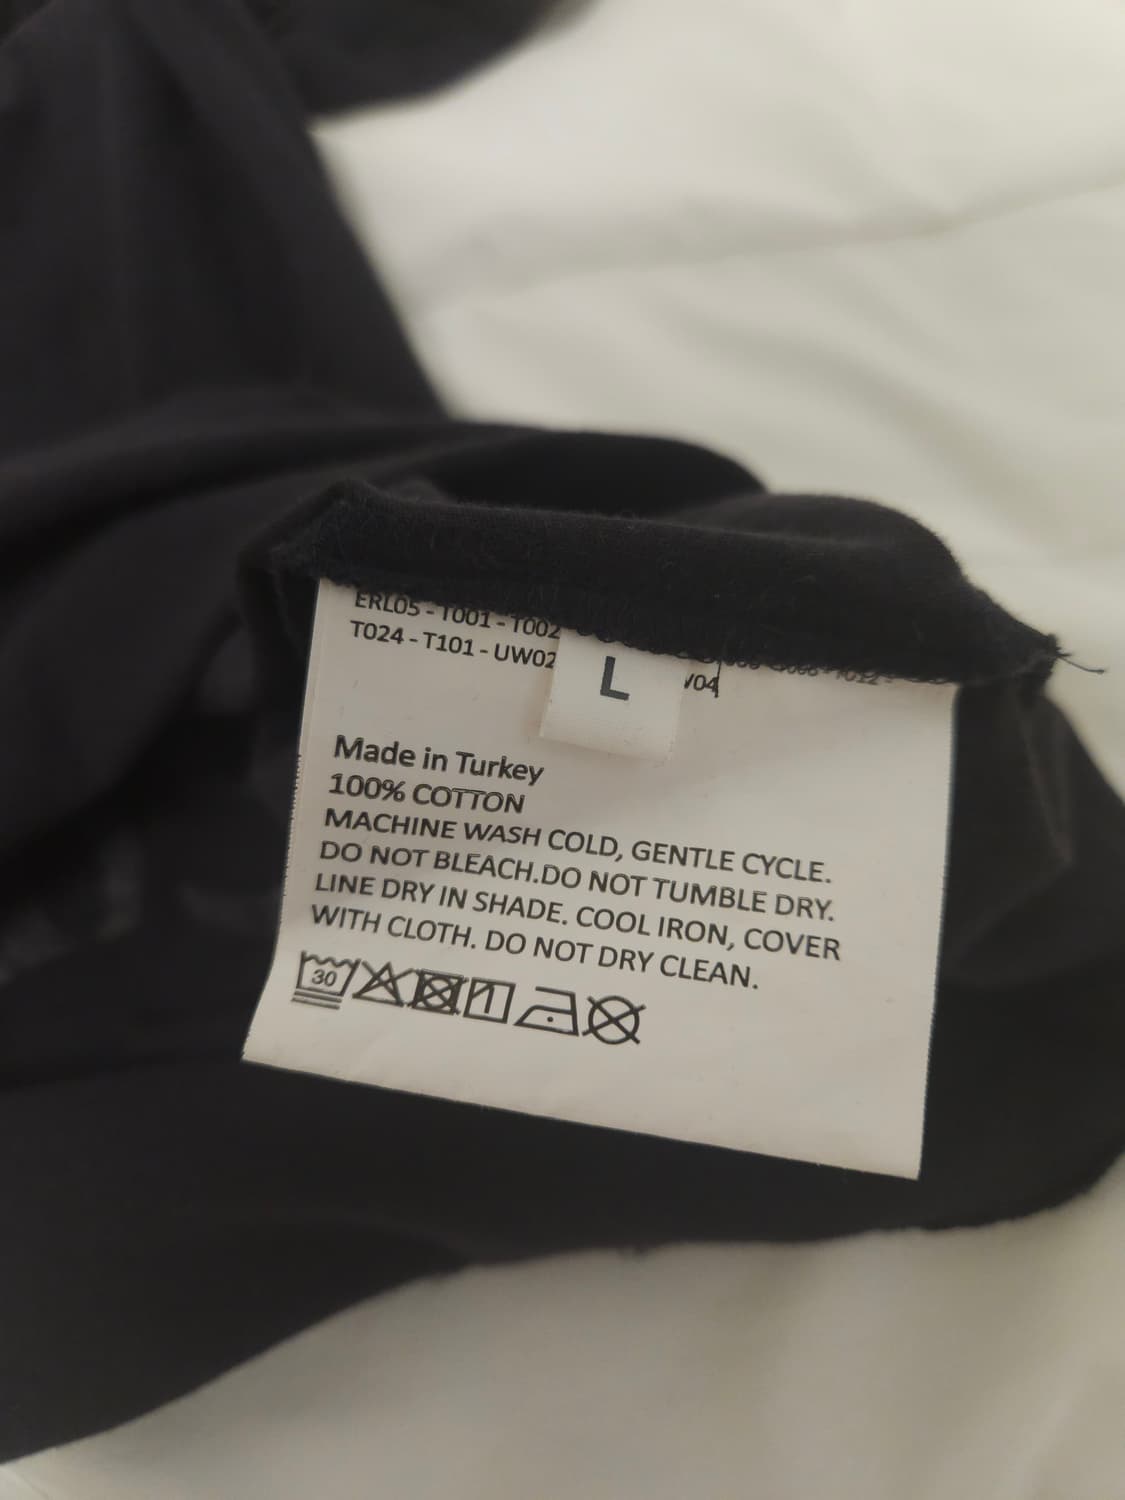 ERL05 - T001 - T002
T024 - T101 - UW02
V04
L
Made in Turkey
100% COTTON
MACHINE WASH COLD, GENTLE CYCLE.
DO NOT BLEACH.DO NOT TUMBLE DRY.
LINE DRY IN SHADE. COOL IRON, COVER
WITH CLOTH. DO NOT DRY CLEAN.
30